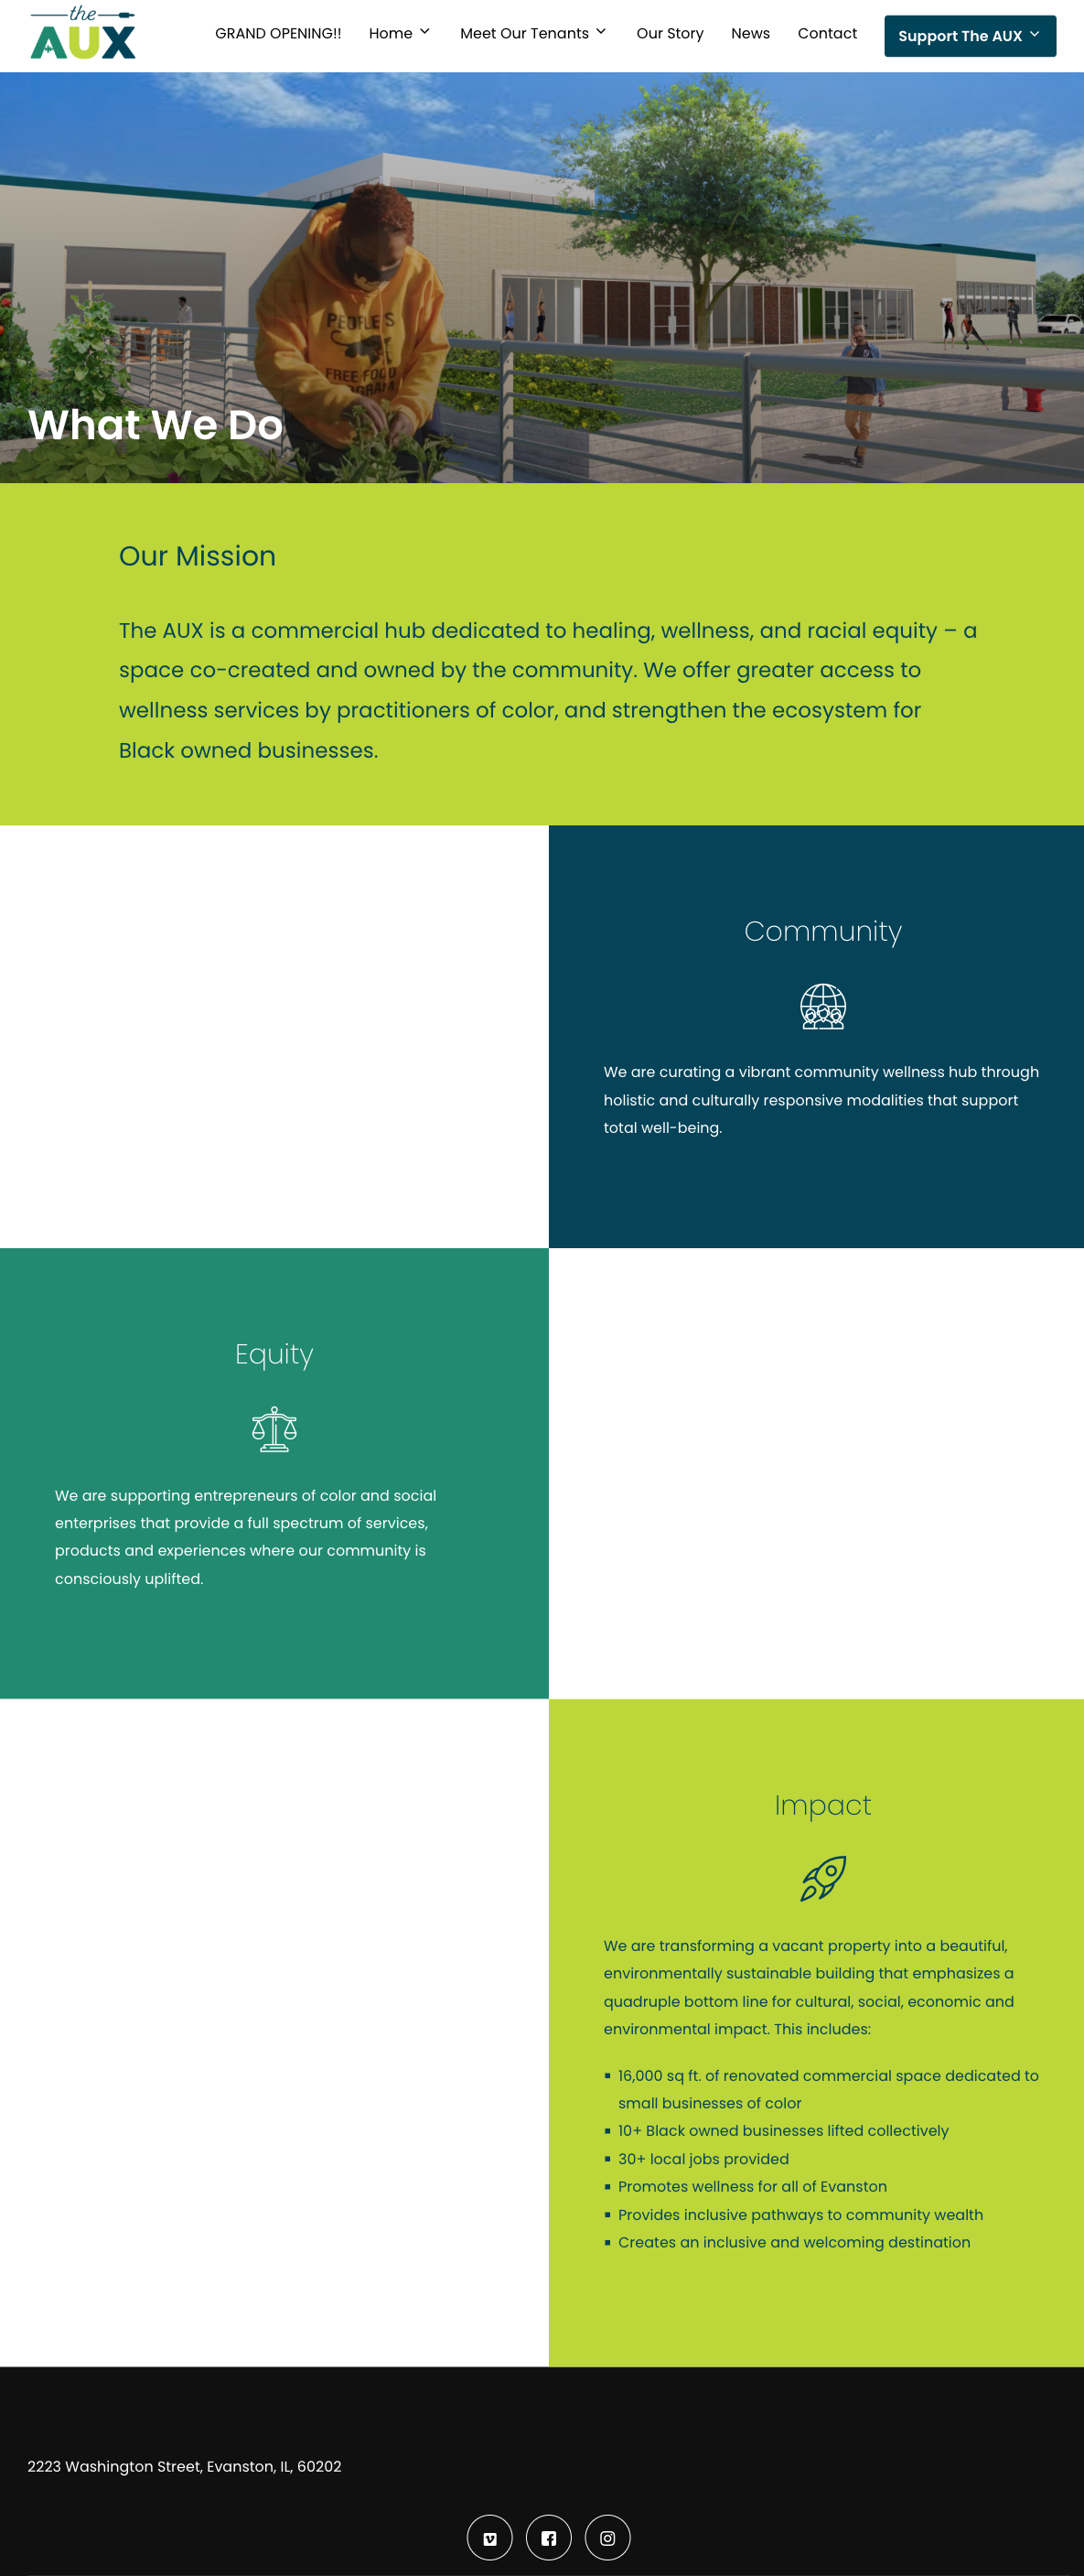 the
AUX
GRAND OPENING!!
Home
Meet Our Tenants
Our Story
News
Contact
Support The AUX
PEOPLE'S
FREE FOOD
PROGRAM
What We Do
Our Mission
The AUX is a commercial hub dedicated to healing, wellness, and racial equity – a
space co-created and owned by the community. We offer greater access to
wellness services by practitioners of color, and strengthen the ecosystem for
Black owned businesses.
Community
We are curating a vibrant community wellness hub through
holistic and culturally responsive modalities that support
total well-being.
Equity
We are supporting entrepreneurs of color and social
enterprises that provide a full spectrum of services,
products and experiences where our community is
consciously uplifted.
Impact
We are transforming a vacant property into a beautiful,
environmentally sustainable building that emphasizes a
quadruple bottom line for cultural, social, economic and
environmental impact. This includes:
▪ 16,000 sq ft. of renovated commercial space dedicated to
small businesses of color
▪ 10+ Black owned businesses lifted collectively
▪ 30+ local jobs provided
▪ Promotes wellness for all of Evanston
▪ Provides inclusive pathways to community wealth
▪ Creates an inclusive and welcoming destination
2223 Washington Street, Evanston, IL, 60202